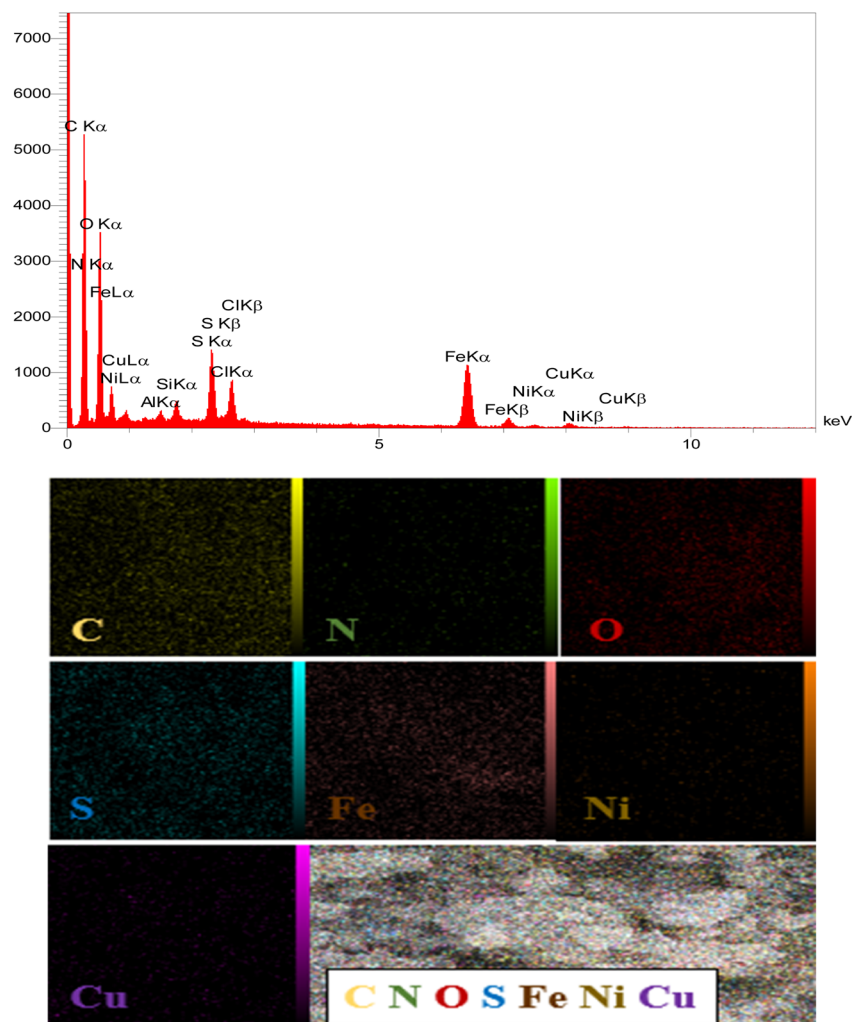 7000
6000
C Kα
5000
4000
O Kα
3000
N Kα
FeLα
ClKβ
2000
S Kβ
S Kα
FeKα
CuLα
CuKα
1000
NiLα
SiKα
ClKα
NiKα
AlKα
FeKβ
NiKβ
CuKβ
0
keV
0 5 10
C N O
S Fe Ni
Cu
C N O S Fe Ni Cu